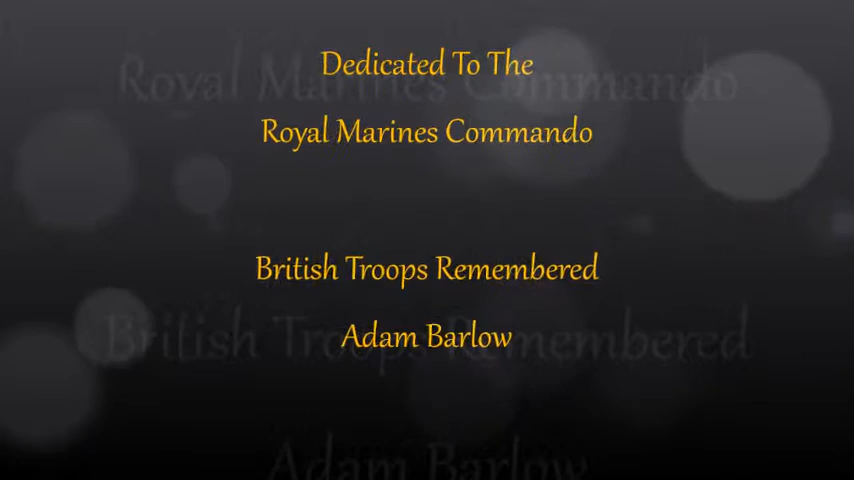 Dedicated To The
Royal Marines Commando
British Troops Remembered
Adam Barlow